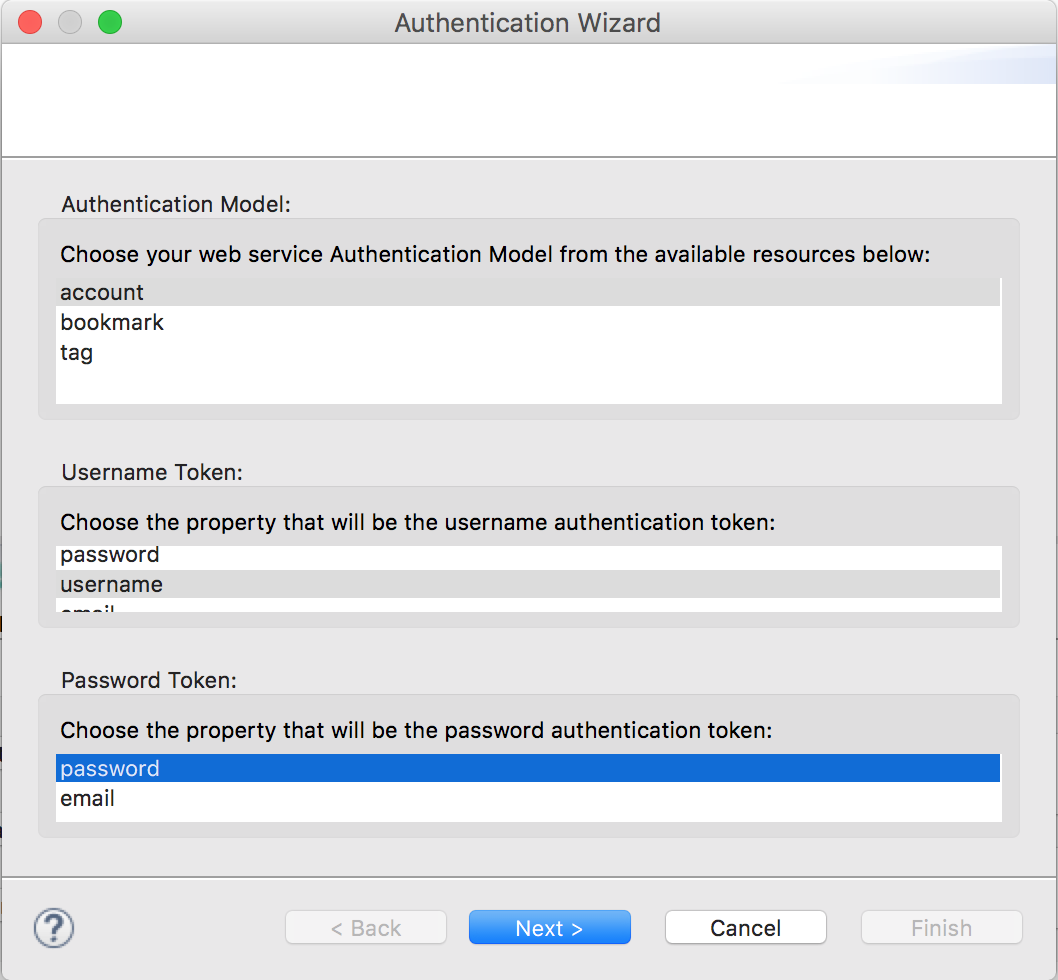 Authentication Wizard
Authentication Model:
Choose your web service Authentication Model from the available resources below:
account
bookmark
tag
Username Token:
Choose the property that will be the username authentication token:
password
username
email
Password Token:
Choose the property that will be the password authentication token:
password
email
?
< Back
Next >
Cancel
Finish